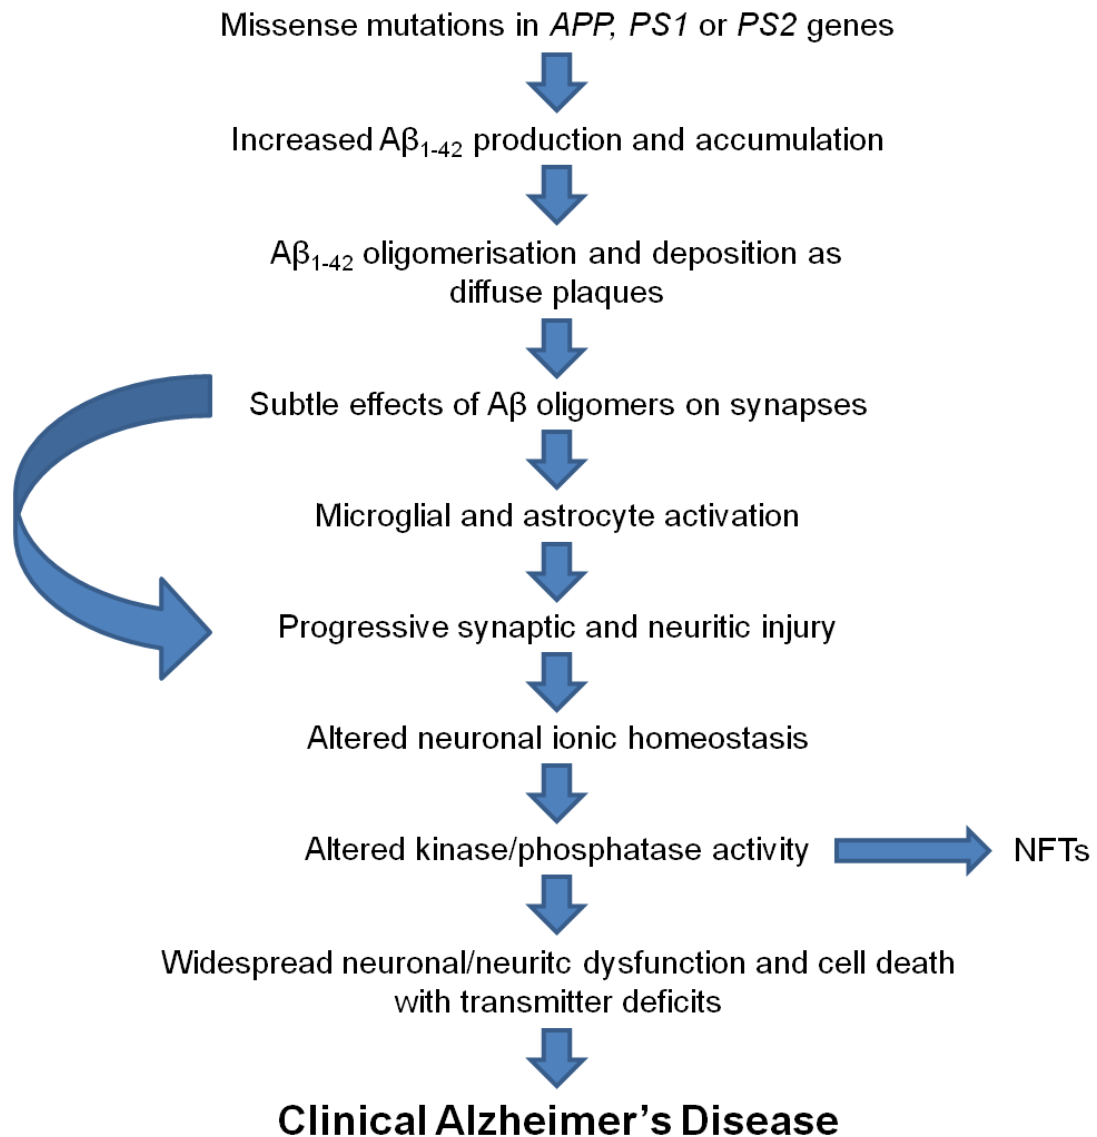 Missense mutations in APP, PS1 or PS2 genes
Increased Aβ1-42 production and accumulation
Aβ1-42 oligomerisation and deposition as
diffuse plaques
Subtle effects of Aβ oligomers on synapses
Microglial and astrocyte activation
Progressive synaptic and neuritic injury
Altered neuronal ionic homeostasis
Altered kinase/phosphatase activity
NFTs
Widespread neuronal/neuritc dysfunction and cell death
with transmitter deficits
Clinical Alzheimer’s Disease